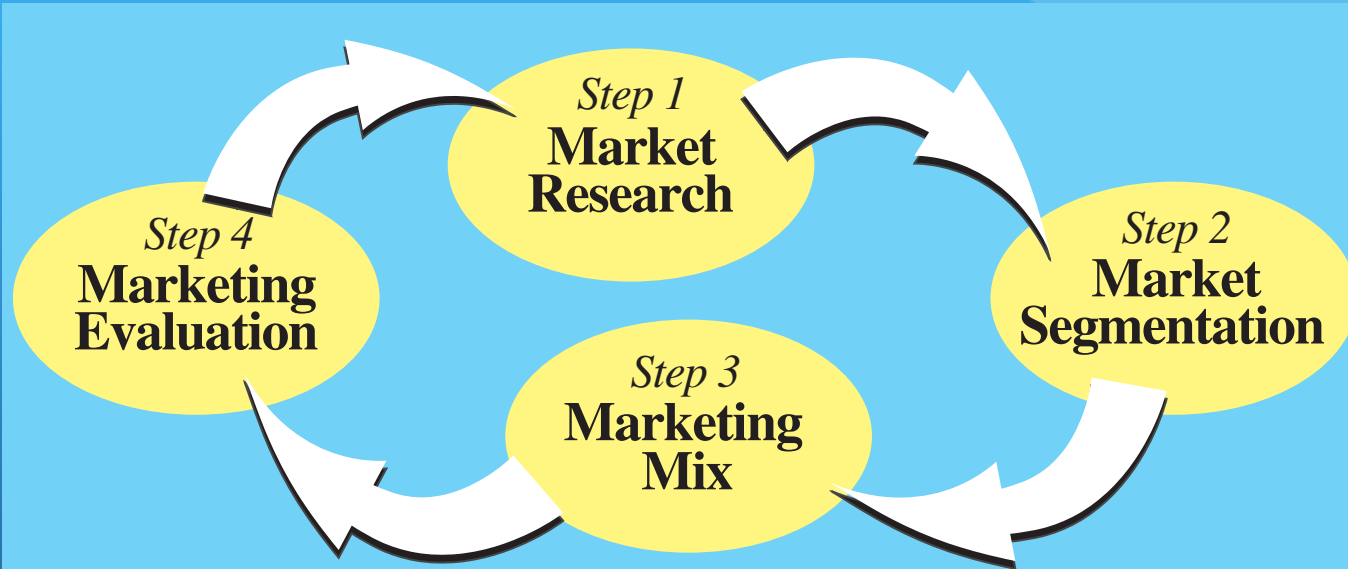 Step 1
Market
Research
Step 2
Market
Segmentation
Step 3
Marketing
Mix
Step 4
Marketing
Evaluation